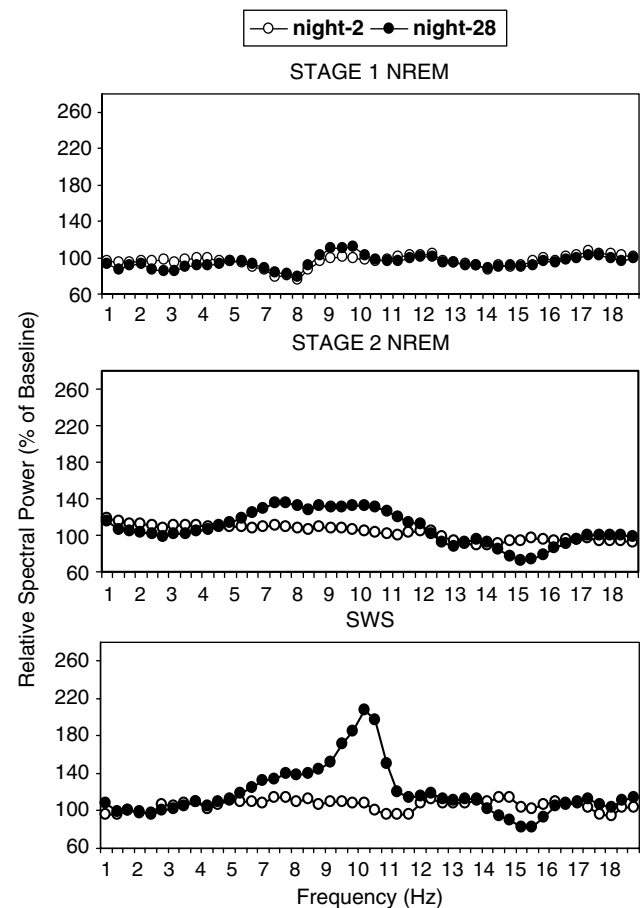 night-2 night-28
STAGE 1 NREM
260
220
180
140
100
60
1 2 3 4 5 6 7 8 9 10 11 12 13 14 15 16 17 18
STAGE 2 NREM
260
220
180
140
100
60
1 2 3 4 5 6 7 8 9 10 11 12 13 14 15 16 17 18
SWS
260
220
180
140
100
60
1 2 3 4 5 6 7 8 9 10 11 12 13 14 15 16 17 18
Frequency (Hz)
Relative Spectral Power (% of Baseline)